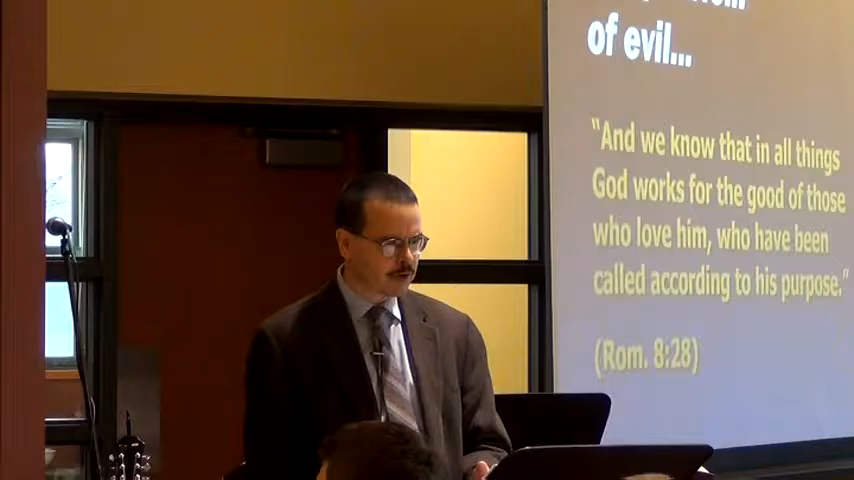 of evil...
"And we know that in all things
God works for the good of those
who love him, who have been
called according to his purpose."
(Rom. 8:28)